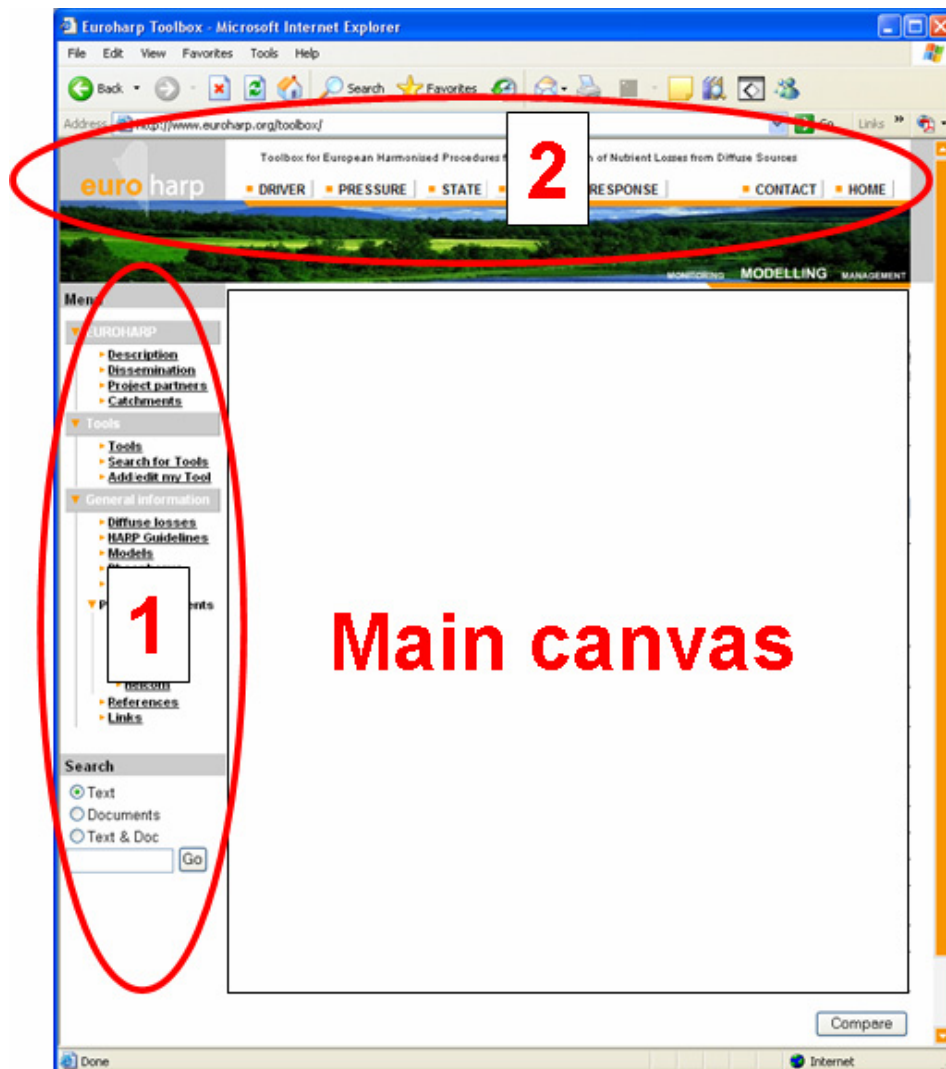 Euroharp Toolbox - Microsoft Internet Explorer
File Edit View Favorites Tools Help
Back Search Favorites
Address http://www.euroharp.org/toolbox/ Go Links »
Toolbox for European Harmonised Procedures of Nutrient Losses from Diffuse Sources
euro harp DRIVER PRESSURE STATE RESPONSE CONTACT HOME
2
MONITORING MODELLING MANAGEMENT
Menu
EUROHARP
Description
Dissemination
Project partners
Catchments
Tools
Tools
Search for Tools
Add/edit my Tool
General information
Diffuse losses
HARP Guidelines
Models
1
Main canvas
References
Links
Search
Text
Documents
Text & Doc
Go
Compare
Done Internet